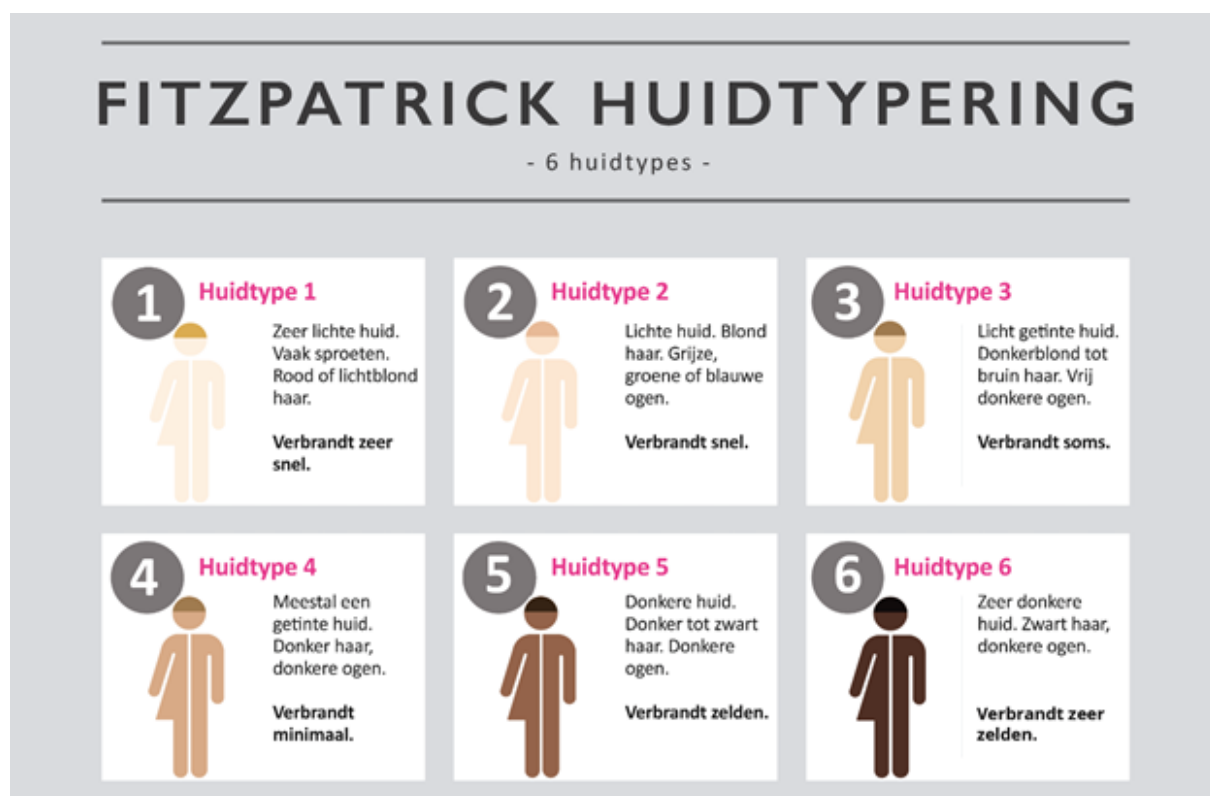 FITZPATRICK HUIDTYPERING
- 6 huidtypes -
1
Huidtype 1
Zeer lichte huid.
Vaak sproeten.
Rood of lichtblond
haar.
Verbrandt zeer
snel.
2
Huidtype 2
Lichte huid. Blond
haar. Grijze,
groene of blauwe
ogen.
Verbrandt snel.
3
Huidtype 3
Licht getinte huid.
Donkerblond tot
bruin haar. Vrij
donkere ogen.
Verbrandt soms.
4
Huidtype 4
Meestal een
getinte huid.
Donker haar,
donkere ogen.
Verbrandt
minimaal.
5
Huidtype 5
Donkere huid.
Donker tot zwart
haar. Donkere
ogen.
Verbrandt zelden.
6
Huidtype 6
Zeer donkere
huid. Zwart haar,
donkere ogen.
Verbrandt zeer
zelden.